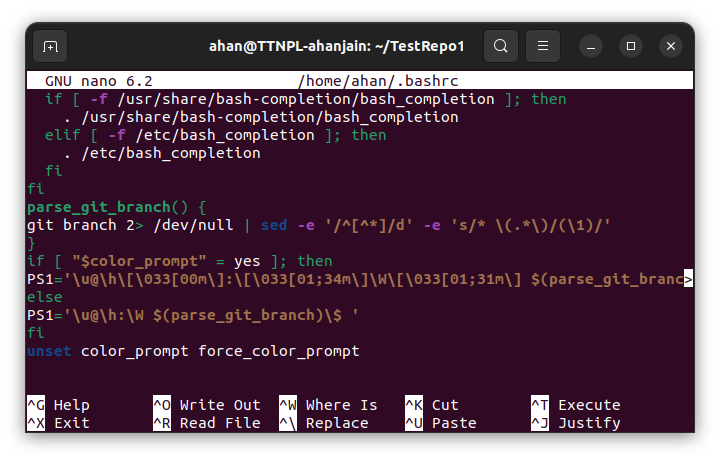 ahan@TTNPL-ahanjain: ~/TestRepo1
GNU nano 6.2 /home/ahan/.bashrc
if [ -f /usr/share/bash-completion/bash_completion ]; then
. /usr/share/bash-completion/bash_completion
elif [ -f /etc/bash_completion ]; then
. /etc/bash_completion
fi
fi
parse_git_branch() {
git branch 2> /dev/null | sed -e '/^[^*]/d' -e 's/* \(.*\)/(\1)/'
}
if [ "$color_prompt" = yes ]; then
PS1='\u@\h\[\033[00m\]:\[\033[01;34m\]\W\[\033[01;31m\] $(parse_git_branc>
else
PS1='\u@\h:\W $(parse_git_branch)\$ '
fi
unset color_prompt force_color_prompt
^G Help ^O Write Out ^W Where Is ^K Cut ^T Execute
^X Exit ^R Read File ^\ Replace ^U Paste ^J Justify